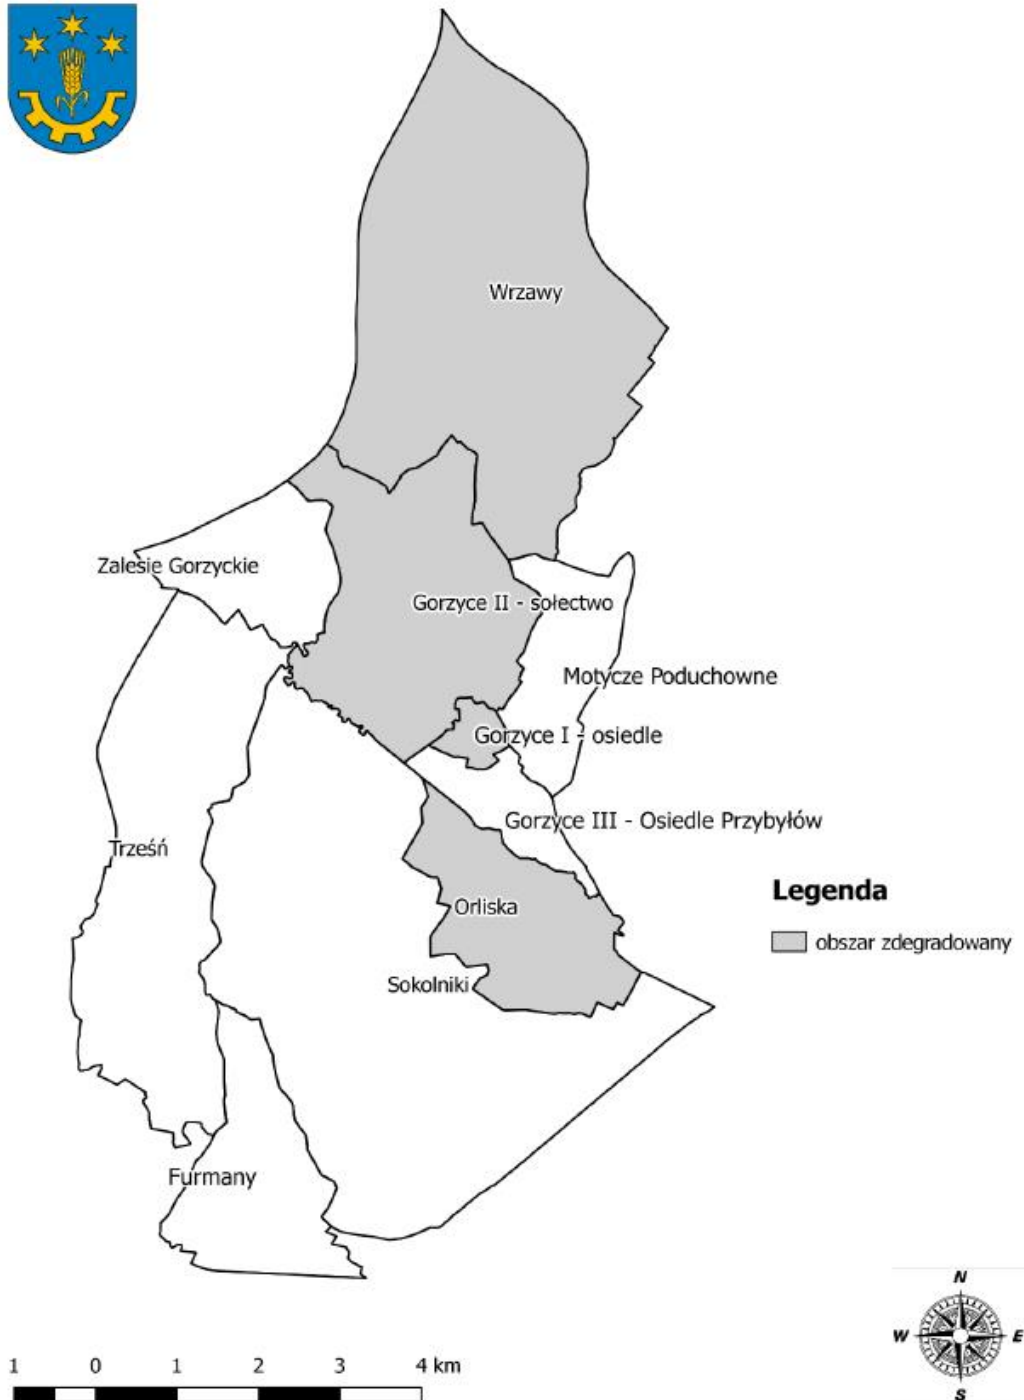 Wrzawy
Zalesie Gorzyckie
Gorzyce II - sołectwo
Motycze Poduchowne
Gorzyce I - osiedle
Gorzyce III - Osiedle Przybyłów
Trześń
Legenda
Orliska
obszar zdegradowany
Sokolniki
Furmany
N
W
E
S
1 0 1 2 3 4 km